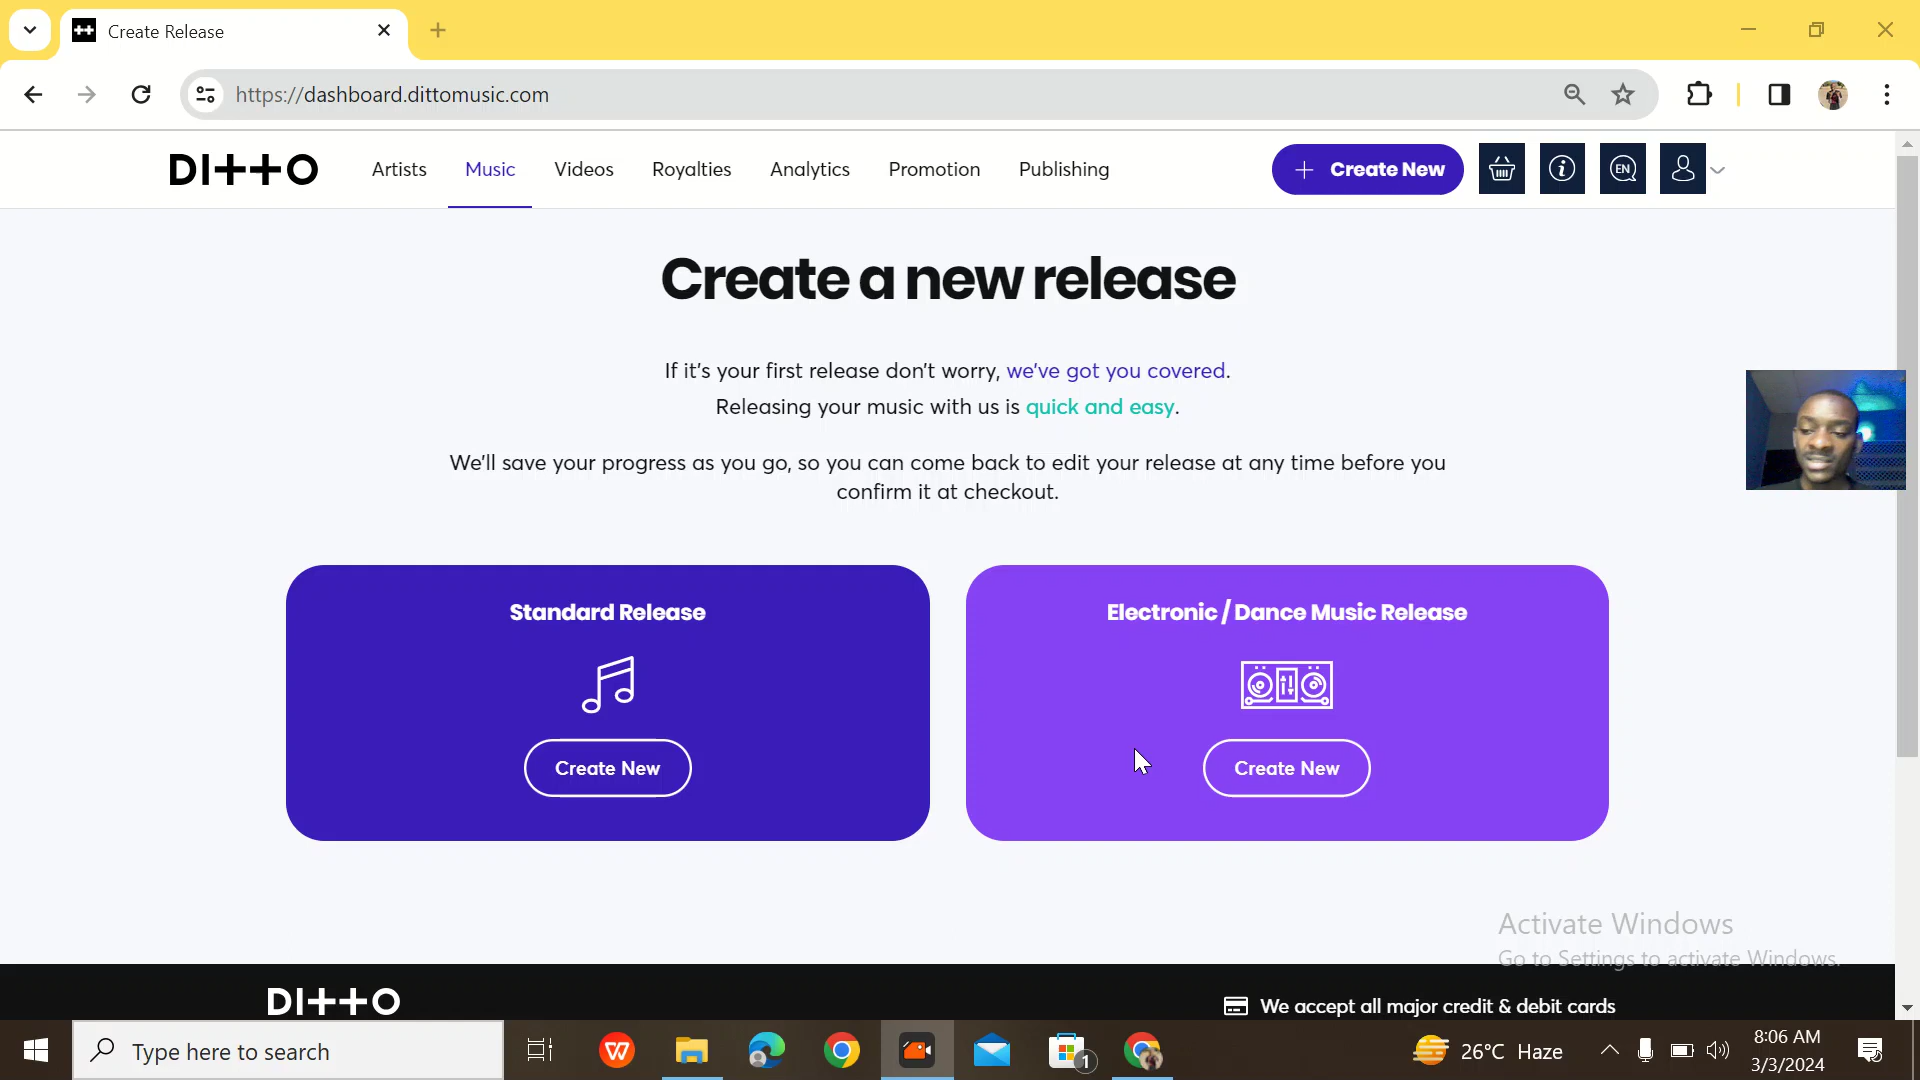 Create Release
https://dashboard.dittomusic.com
DITTO
Artists
Music
Videos
Royalties
Analytics
Promotion
Publishing
Create New
EN
Create a new release
If it's your first release don't worry, we've got you covered.
Releasing your music with us is quick and easy.
We'll save your progress as you go, so you can come back to edit your release at any time before you
confirm it at checkout.
Standard Release
Create New
Electronic / Dance Music Release
Create New
Activate Windows
Go to Settings to activate Windows.
DITTO
We accept all major credit & debit cards
Type here to search
W
1
26°C Haze
8:06 AM
3/3/2024